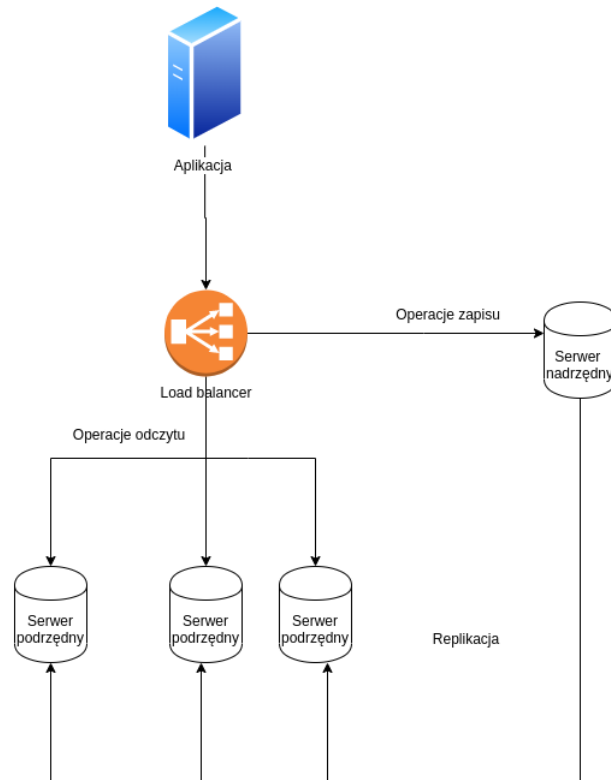 Aplikacja
Operacje zapisu
Serwer
nadrzędny
Load balancer
Operacje odczytu
Serwer
podrzędny
Serwer
podrzędny
Serwer
podrzędny
Replikacja